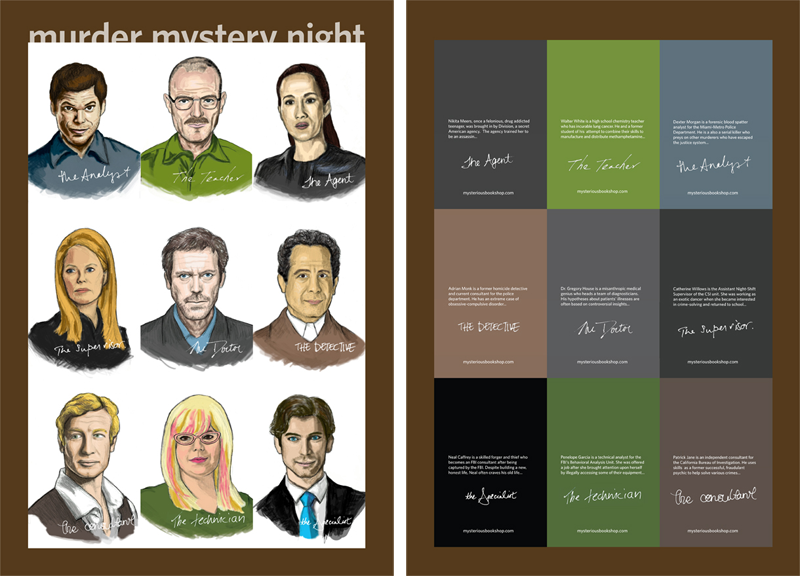 murder mystery night
the Analyst
The Teacher
The Agent
The Supervisor
The Doctor
THE DETECTIVE
the consultant
The technician
the Specialist
Nikita Mears, once a felonious, drug addicted
teenager, was brought in by Division, a secret
American agency. The agency trained her to
be an assassin...
The Agent
mysteriousbookshop.com
Walter White is a high school chemistry teacher
who has incurable lung cancer. He and a former
student of his attempt to combine their skills to
manufacture and distribute methamphetamine...
The Teacher
mysteriousbookshop.com
Dexter Morgan is a forensic blood spatter
analyst for the Miami-Metro Police
Department. He is also a serial killer who
preys on other murderers who have escaped
the justice system...
the Analyst
mysteriousbookshop.com
Adrian Monk is a former homicide detective
and current consultant for the police
department. He has an extreme case of
obsessive-compulsive disorder...
THE DETECTIVE
mysteriousbookshop.com
Dr. Gregory House is a misanthropic medical
genius who heads a team of diagnosticians.
His hypotheses about patients' illnesses are
often based on controversial insights...
The Doctor
mysteriousbookshop.com
Catherine Willows is the Assistant Night Shift
Supervisor of the CSI unit. She was working as
an exotic dancer when she became interested
in crime-solving and returned to school...
The Supervisor.
mysteriousbookshop.com
Neal Caffrey is a skilled forger and thief who
becomes an FBI consultant after being
captured by the FBI. Despite building a new,
honest life, Neal often craves his old life...
the Specialist
mysteriousbookshop.com
Penelope Garcia is a technical analyst for the
FBI's Behavioral Analysis Unit. She was offered
a job after she brought attention upon herself
by illegally accessing some of their equipment...
The technician
mysteriousbookshop.com
Patrick Jane is an independent consultant for
the California Bureau of Investigation. He uses
skills as a former successful, fraudulent
psychic to help solve various crimes...
the consultant
mysteriousbookshop.com